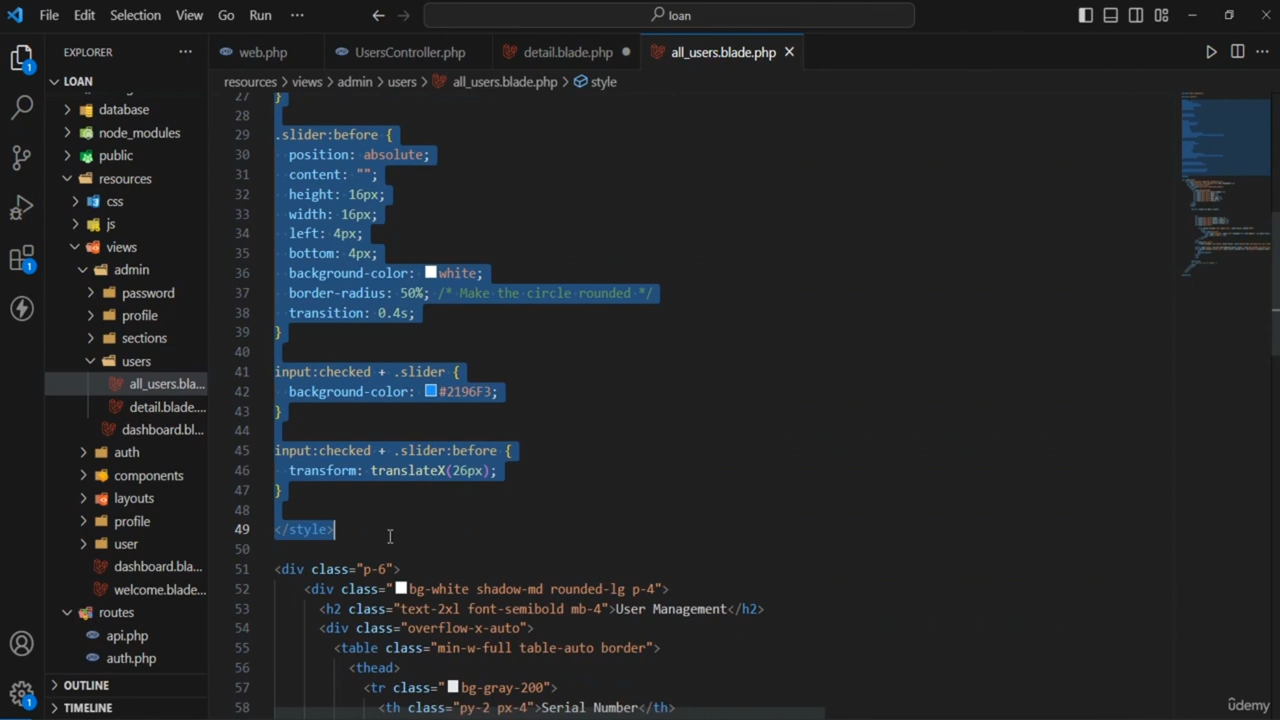 File Edit Selection View Go Run ··· loan
EXPLORER ···
web.php UsersController.php detail.blade.php all_users.blade.php
LOAN
resources > views > admin > users > all_users.blade.php > style
database
node_modules
public
resources
css
js
views
admin
password
profile
sections
users
all_users.bla...
detail.blade....
dashboard.bl...
auth
components
layouts
profile
user
dashboard.bla...
welcome.blade...
routes
api.php
auth.php
OUTLINE
TIMELINE
27 }
28
29 .slider:before {
30 position: absolute;
31 content: "";
32 height: 16px;
33 width: 16px;
34 left: 4px;
35 bottom: 4px;
36 background-color: white;
37 border-radius: 50%; /* Make the circle rounded */
38 transition: 0.4s;
39 }
40
41 input:checked + .slider {
42 background-color: #2196F3;
43 }
44
45 input:checked + .slider:before {
46 transform: translateX(26px);
47 }
48
49 </style>
50
51 <div class="p-6">
52 <div class="bg-white shadow-md rounded-lg p-4">
53 <h2 class="text-2xl font-semibold mb-4">User Management</h2>
54 <div class="overflow-x-auto">
55 <table class="min-w-full table-auto border">
56 <thead>
57 <tr class="bg-gray-200">
58 <th class="py-2 px-4">Serial Number</th>
1
1
1
ûdemy